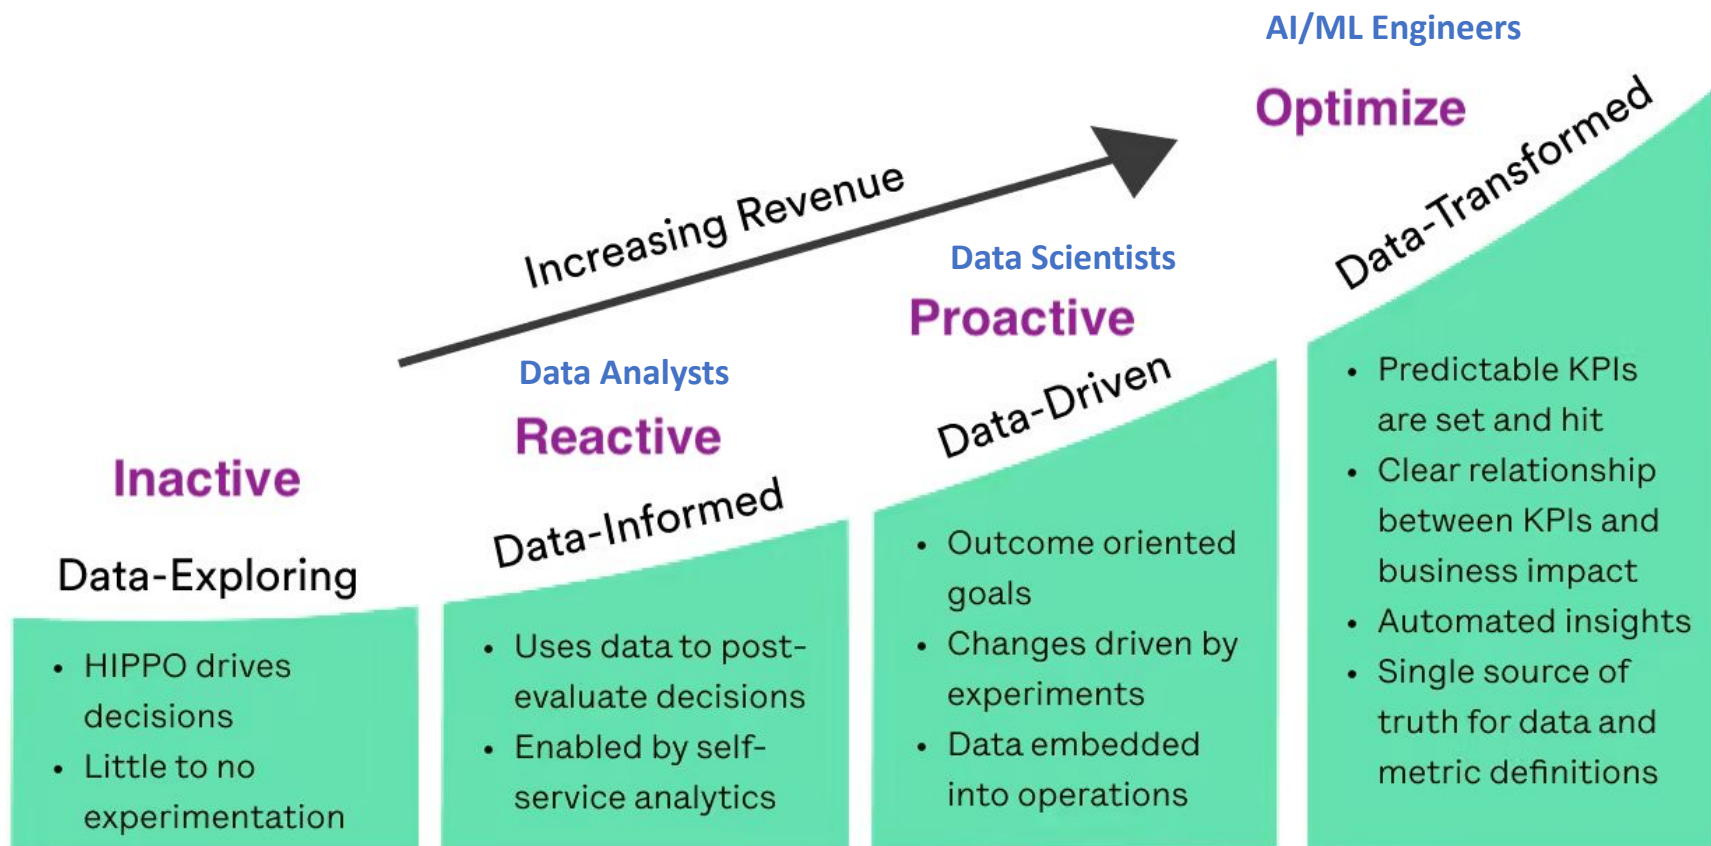 AI/ML Engineers
Optimize
Data-Transformed
Increasing Revenue
Data Scientists
Proactive
Data-Driven
Data Analysts
Reactive
Data-Informed
Inactive
Data-Exploring
• HIPPO drives
decisions
• Little to no
experimentation
• Uses data to post-
evaluate decisions
• Enabled by self-
service analytics
• Outcome oriented
goals
• Changes driven by
experiments
• Data embedded
into operations
• Predictable KPIs
are set and hit
• Clear relationship
between KPIs and
business impact
• Automated insights
• Single source of
truth for data and
metric definitions